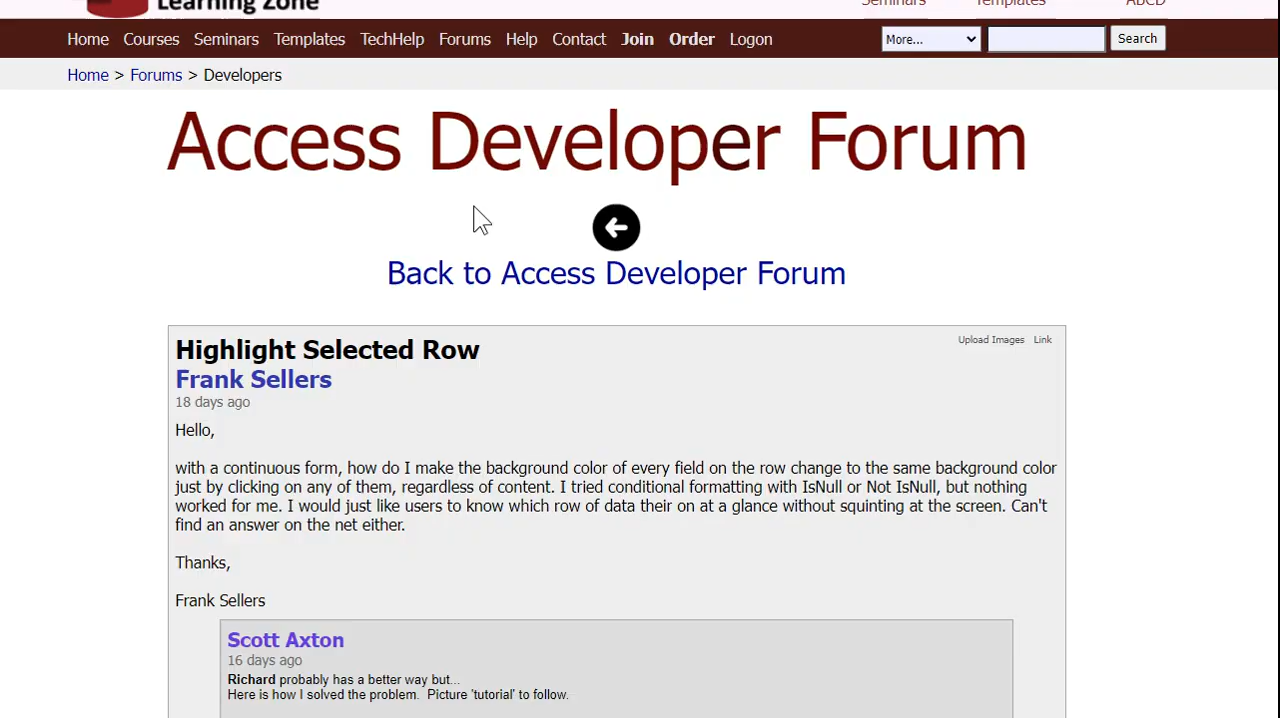 Learning Zone
Seminars Templates ABCD
Home Courses Seminars Templates TechHelp Forums Help Contact Join Order Logon More... Search
Home > Forums > Developers
Access Developer Forum
Back to Access Developer Forum
Highlight Selected Row
Upload Images Link
Frank Sellers
18 days ago
Hello,
with a continuous form, how do I make the background color of every field on the row change to the same background color
just by clicking on any of them, regardless of content. I tried conditional formatting with IsNull or Not IsNull, but nothing
worked for me. I would just like users to know which row of data their on at a glance without squinting at the screen. Can't
find an answer on the net either.
Thanks,
Frank Sellers
Scott Axton
16 days ago
Richard probably has a better way but...
Here is how I solved the problem. Picture 'tutorial' to follow.